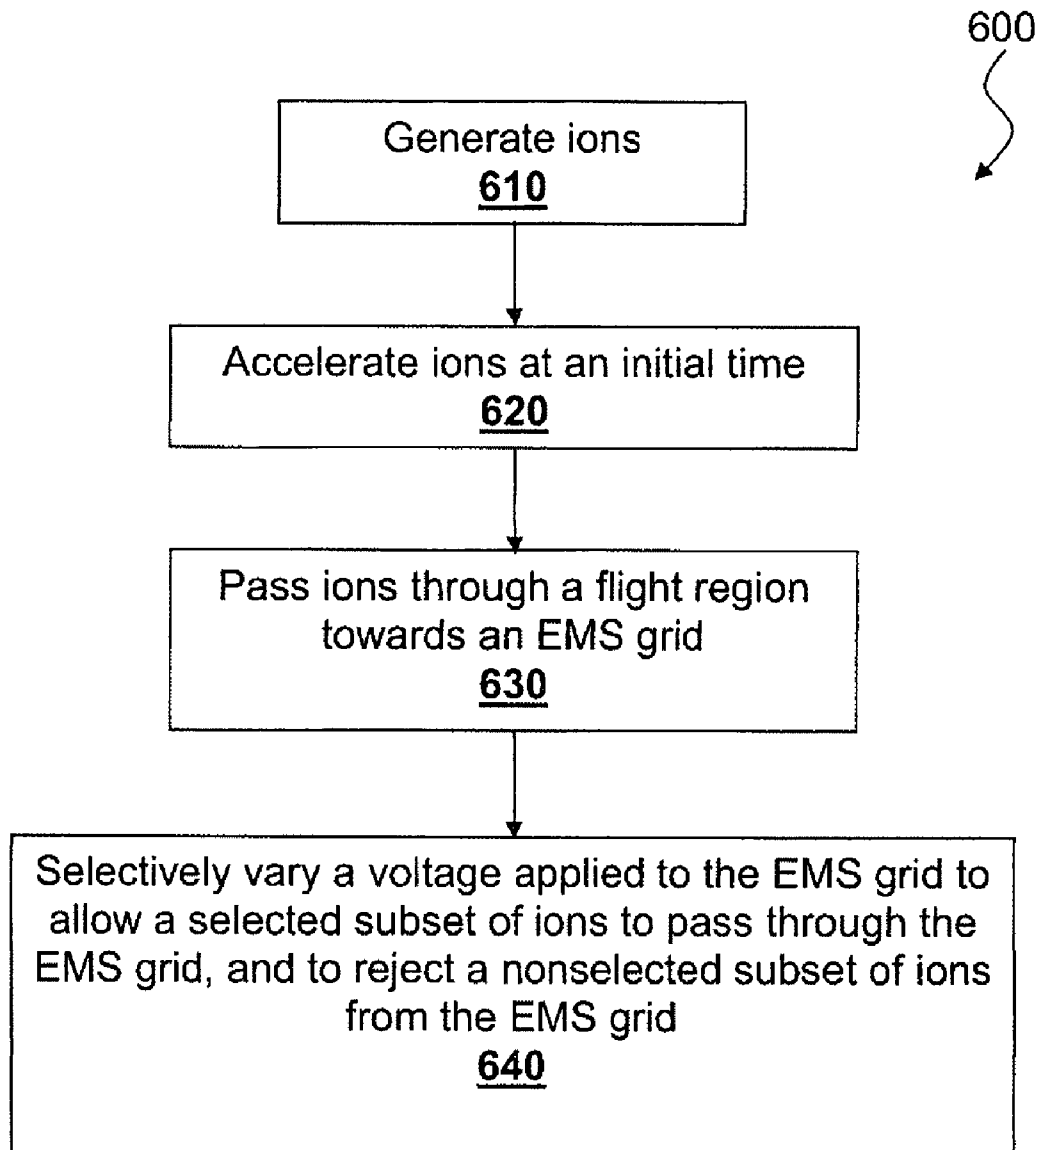 600
Generate ions
610
Accelerate ions at an initial time
620
Pass ions through a flight region
towards an EMS grid
630
Selectively vary a voltage applied to the EMS grid to
allow a selected subset of ions to pass through the
EMS grid, and to reject a nonselected subset of ions
from the EMS grid
640